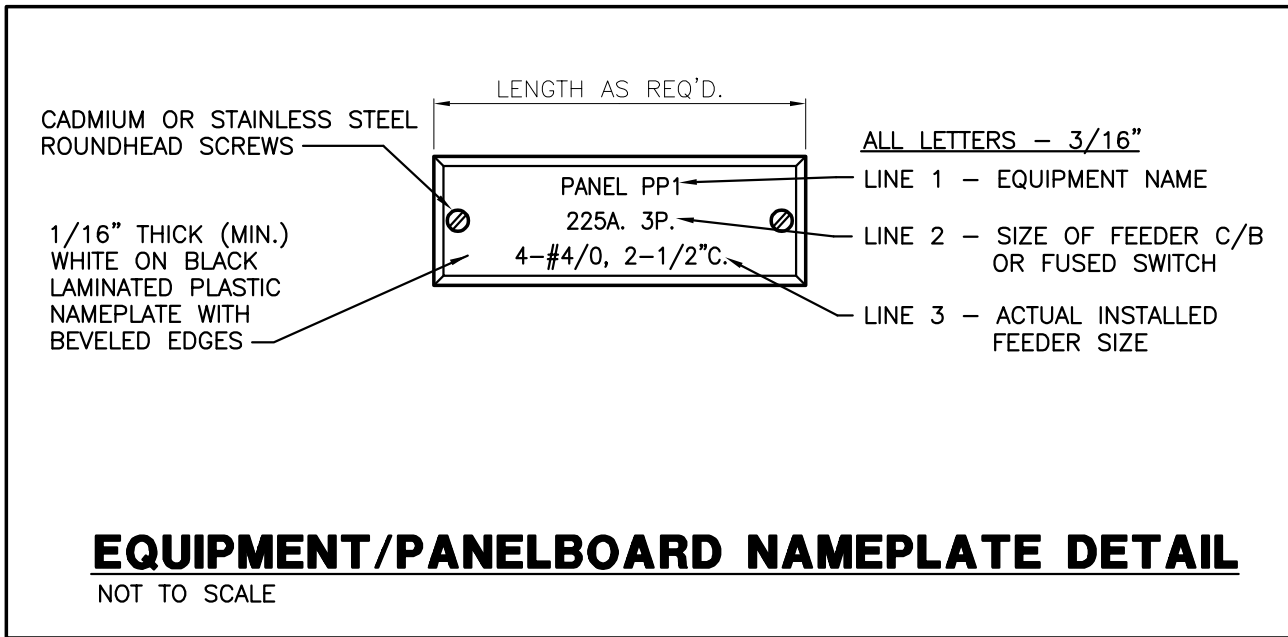 LENGTH AS REQ'D.
CADMIUM OR STAINLESS STEEL
ROUNDHEAD SCREWS
1/16" THICK (MIN.)
WHITE ON BLACK
LAMINATED PLASTIC
NAMEPLATE WITH
BEVELED EDGES
PANEL PP1
225A. 3P.
4-#4/0, 2-1/2"C.
ALL LETTERS - 3/16"
LINE 1 - EQUIPMENT NAME
LINE 2 - SIZE OF FEEDER C/B
OR FUSED SWITCH
LINE 3 - ACTUAL INSTALLED
FEEDER SIZE
EQUIPMENT/PANELBOARD NAMEPLATE DETAIL
NOT TO SCALE